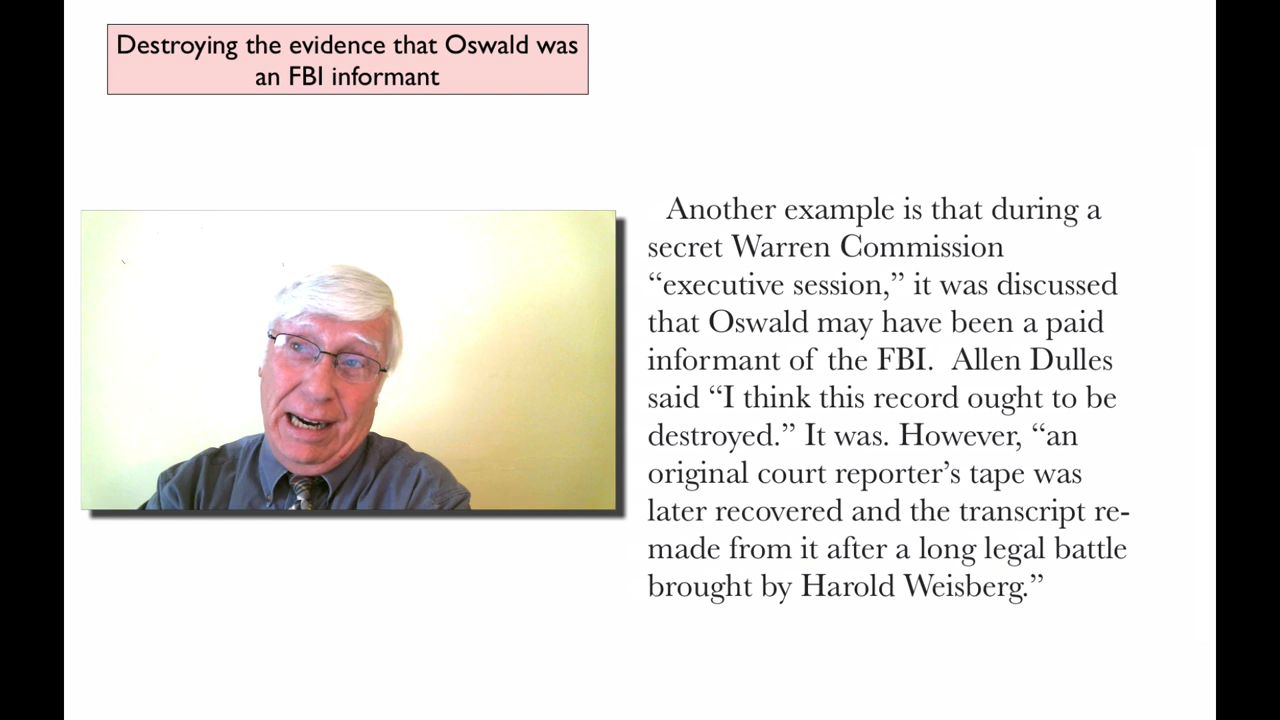 Destroying the evidence that Oswald was
an FBI informant
Another example is that during a
secret Warren Commission
“executive session,” it was discussed
that Oswald may have been a paid
informant of the FBI.  Allen Dulles
said “I think this record ought to be
destroyed.” It was. However, “an
original court reporter’s tape was
later recovered and the transcript re-
made from it after a long legal battle
brought by Harold Weisberg.”